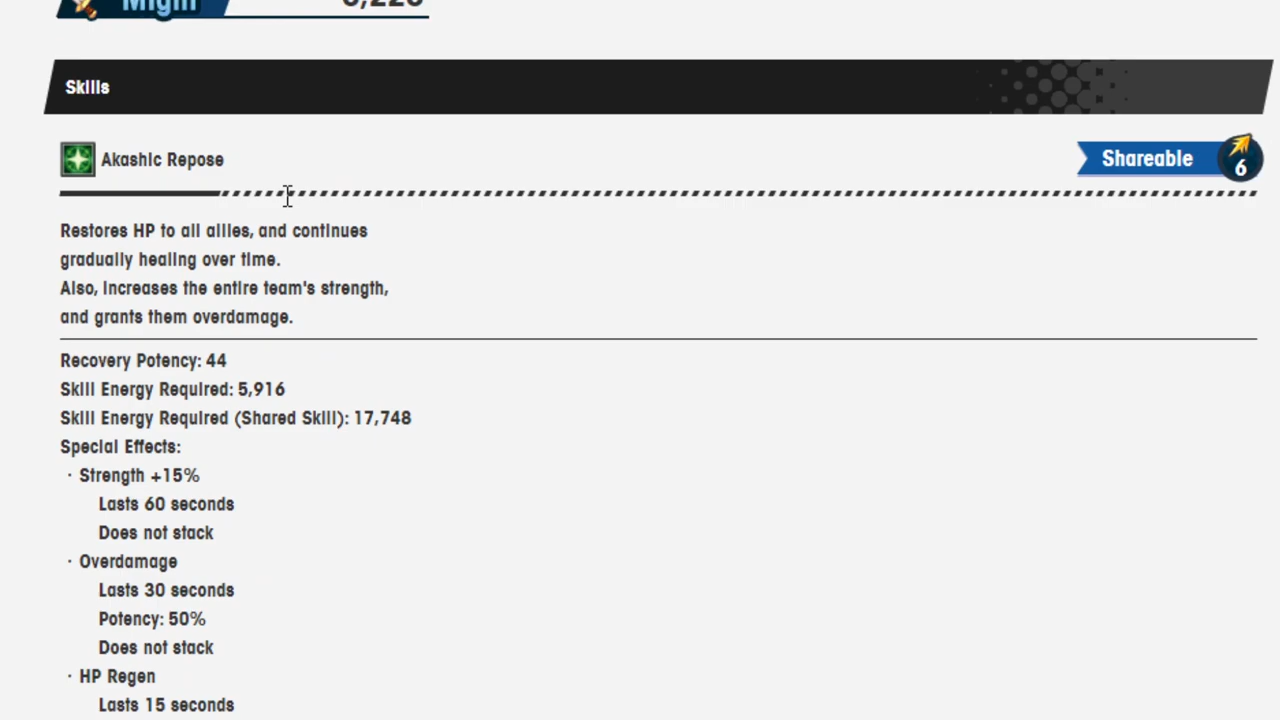 Might
Skills
Akashic Repose
Shareable
6
Restores HP to all allies, and continues
gradually healing over time.
Also, increases the entire team's strength,
and grants them overdamage.
Recovery Potency: 44
Skill Energy Required: 5,916
Skill Energy Required (Shared Skill): 17,748
Special Effects:
· Strength +15%
Lasts 60 seconds
Does not stack
· Overdamage
Lasts 30 seconds
Potency: 50%
Does not stack
· HP Regen
Lasts 15 seconds